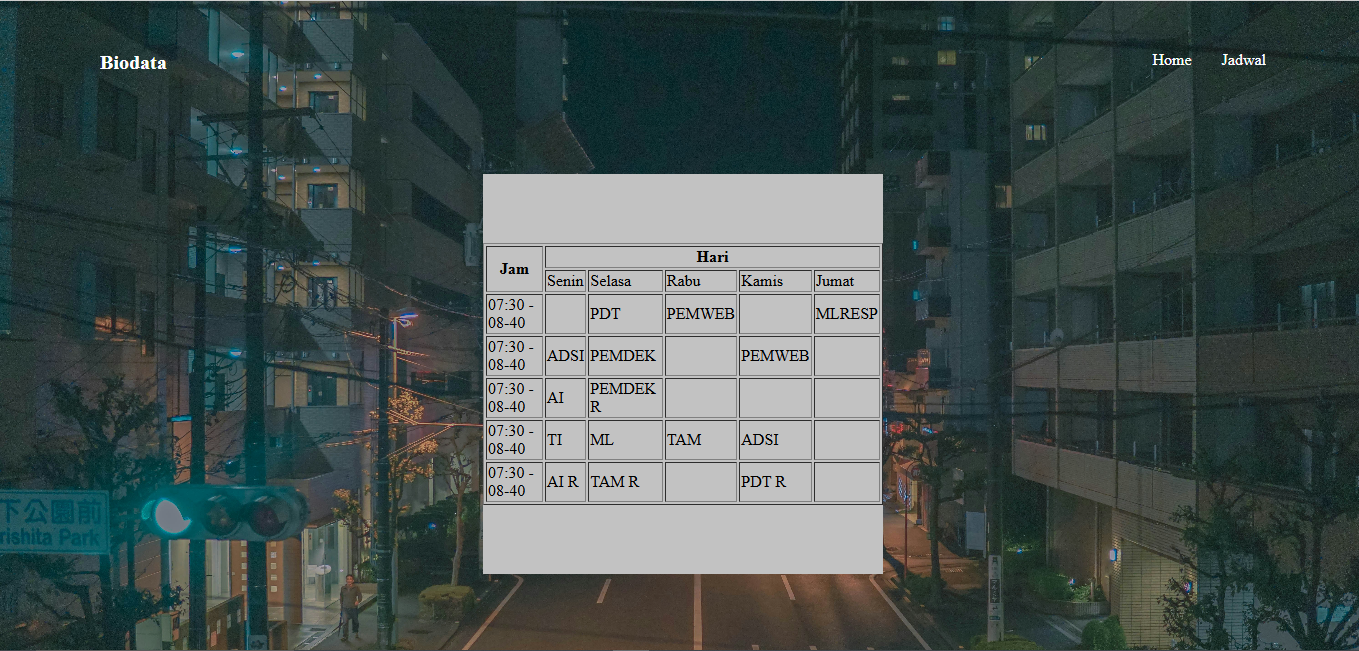 Biodata
Home Jadwal
Jam Hari
Senin Selasa Rabu Kamis Jumat
07:30 -
08-40 PDT PEMWEB MLRESP
07:30 -
08-40 ADSI PEMDEK PEMWEB
07:30 -
08-40 AI PEMDEK
R
07:30 -
08-40 TI ML TAM ADSI
07:30 -
08-40 AI R TAM R PDT R
下公園前
rishita Park